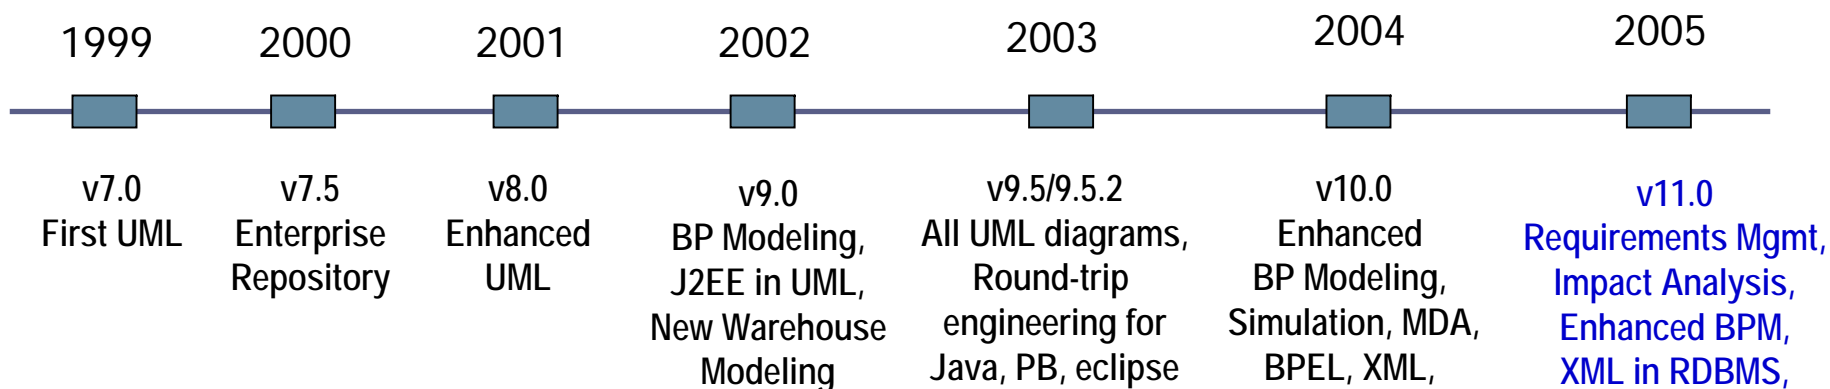 1999
2000
2001
2002
2003
2004
2005
v7.0
First UML
v7.5
Enterprise
Repository
v8.0
Enhanced
UML
v9.0
BP Modeling,
J2EE in UML,
New Warehouse
Modeling
v9.5/9.5.2
All UML diagrams,
Round-trip
engineering for
Java, PB, eclipse
v10.0
Enhanced
BP Modeling,
Simulation, MDA,
BPEL, XML,
v11.0
Requirements Mgmt,
Impact Analysis,
Enhanced BPM,
XML in RDBMS,